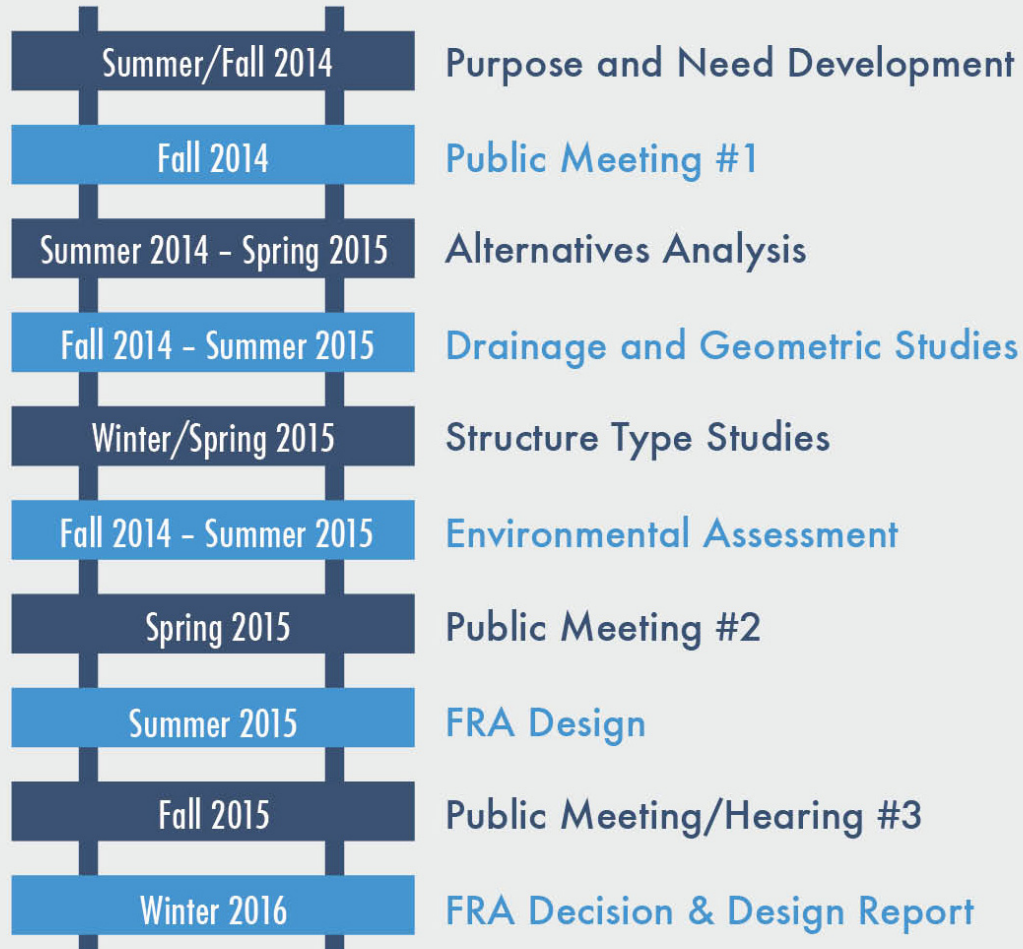 Summer/Fall 2014 Purpose and Need Development
Fall 2014 Public Meeting #1
Summer 2014 – Spring 2015 Alternatives Analysis
Fall 2014 – Summer 2015 Drainage and Geometric Studies
Winter/Spring 2015 Structure Type Studies
Fall 2014 – Summer 2015 Environmental Assessment
Spring 2015 Public Meeting #2
Summer 2015 FRA Design
Fall 2015 Public Meeting/Hearing #3
Winter 2016 FRA Decision & Design Report